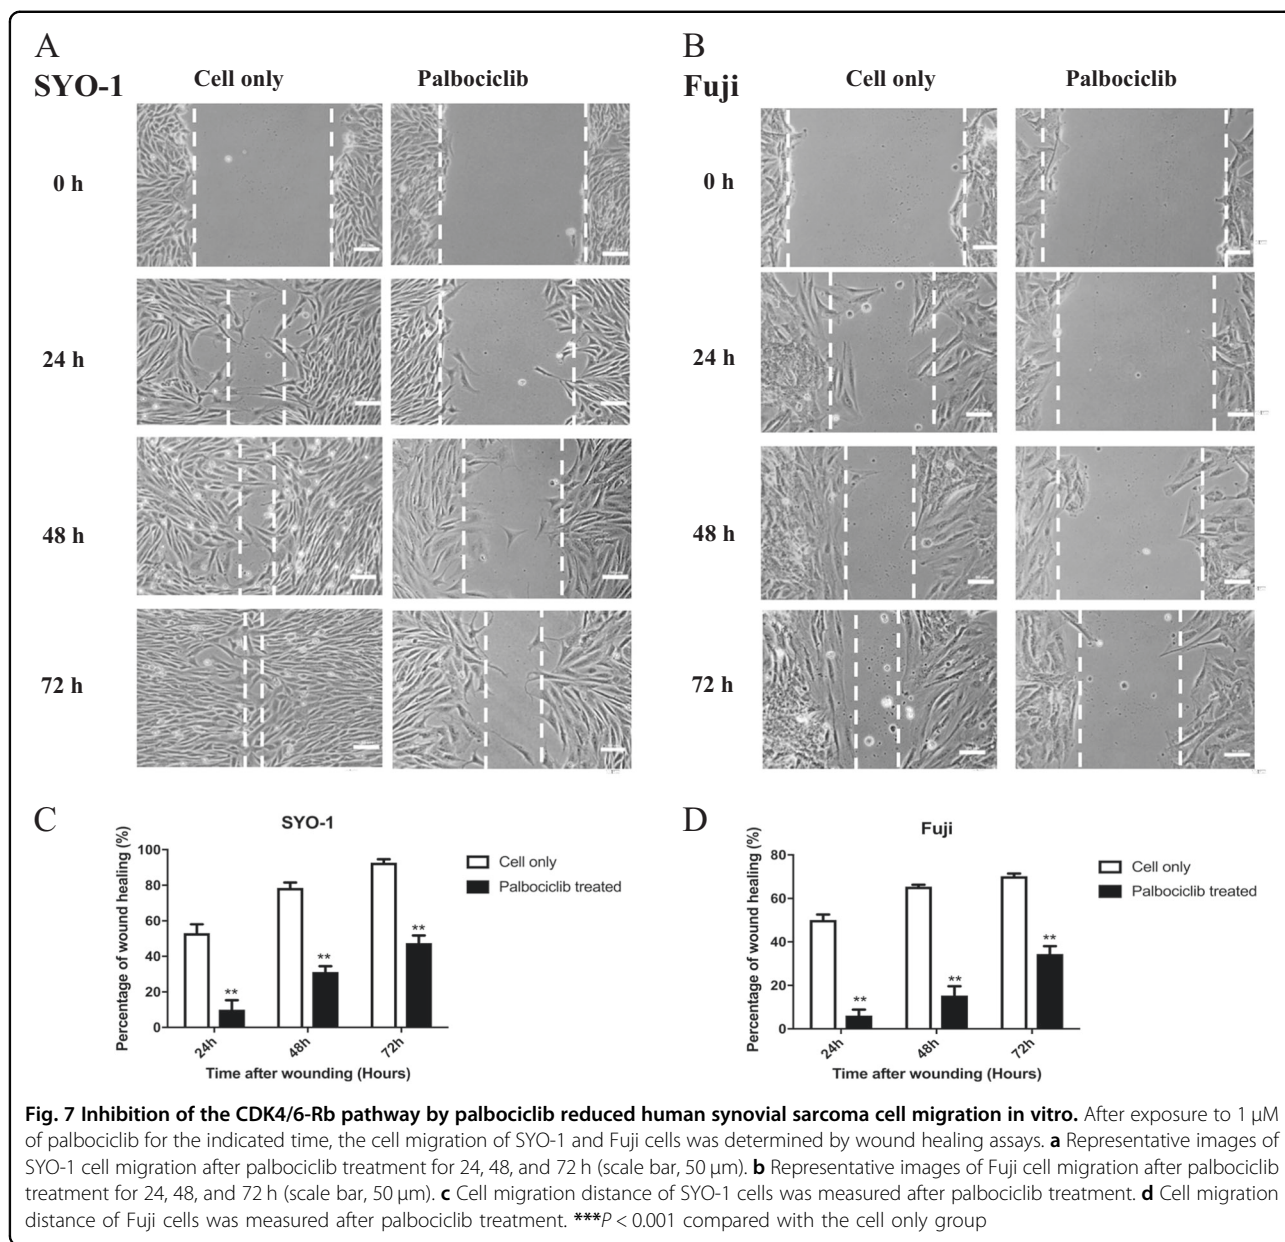 A
SYO-1
Cell only
Palbociclib
0 h
24 h
48 h
72 h
B
Fuji
Cell only
Palbociclib
0 h
24 h
48 h
72 h
C
SYO-1
Percentage of wound healing (%)
100
80
60
40
20
0
**
**
**
24h
48h
72h
Time after wounding (Hours)
Cell only
Palbociclib treated
D
Fuji
Percentage of wound healing (%)
80
60
40
20
0
**
**
**
24h
48h
72h
Time after wounding (Hours)
Cell only
Palbociclib treated
Fig. 7 Inhibition of the CDK4/6-Rb pathway by palbociclib reduced human synovial sarcoma cell migration in vitro. After exposure to 1 μM
of palbociclib for the indicated time, the cell migration of SYO-1 and Fuji cells was determined by wound healing assays. a Representative images of
SYO-1 cell migration after palbociclib treatment for 24, 48, and 72 h (scale bar, 50 μm). b Representative images of Fuji cell migration after palbociclib
treatment for 24, 48, and 72 h (scale bar, 50 μm). c Cell migration distance of SYO-1 cells was measured after palbociclib treatment. d Cell migration
distance of Fuji cells was measured after palbociclib treatment. ***P < 0.001 compared with the cell only group